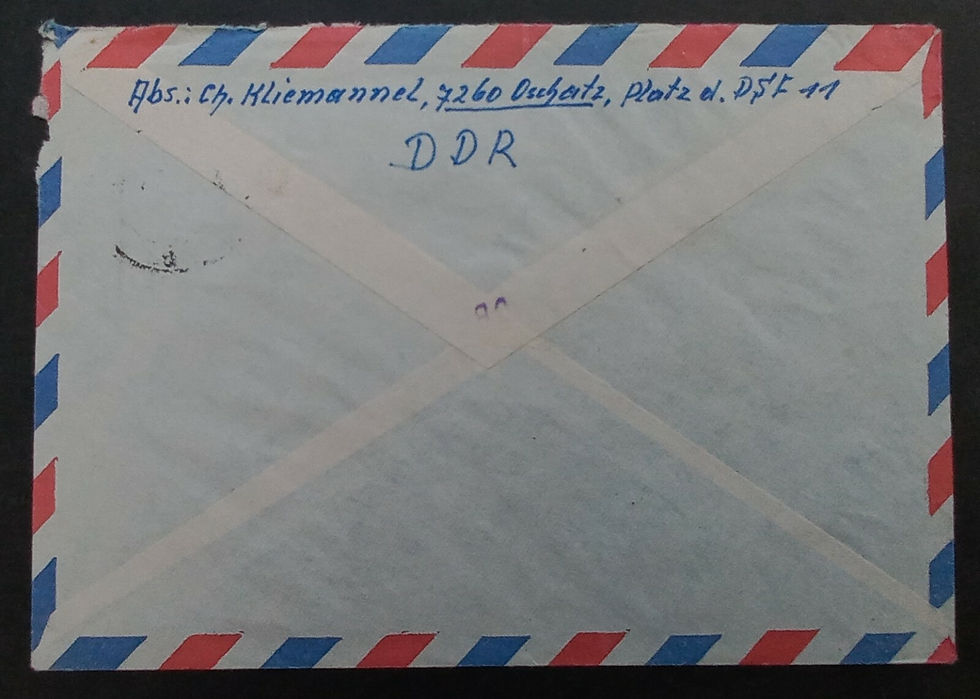 Abs.: Ch. Kliemannel, 7260 Oschatz, Platz d. DSF 11
DDR